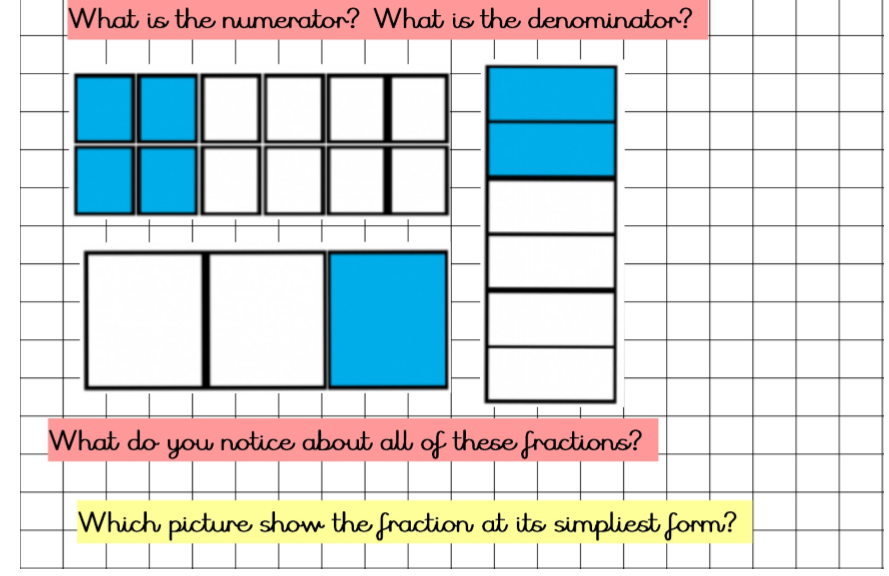 What is the numerator? What is the denominator?
What do you notice about all of these fractions?
Which picture show the fraction at its simpliest form?